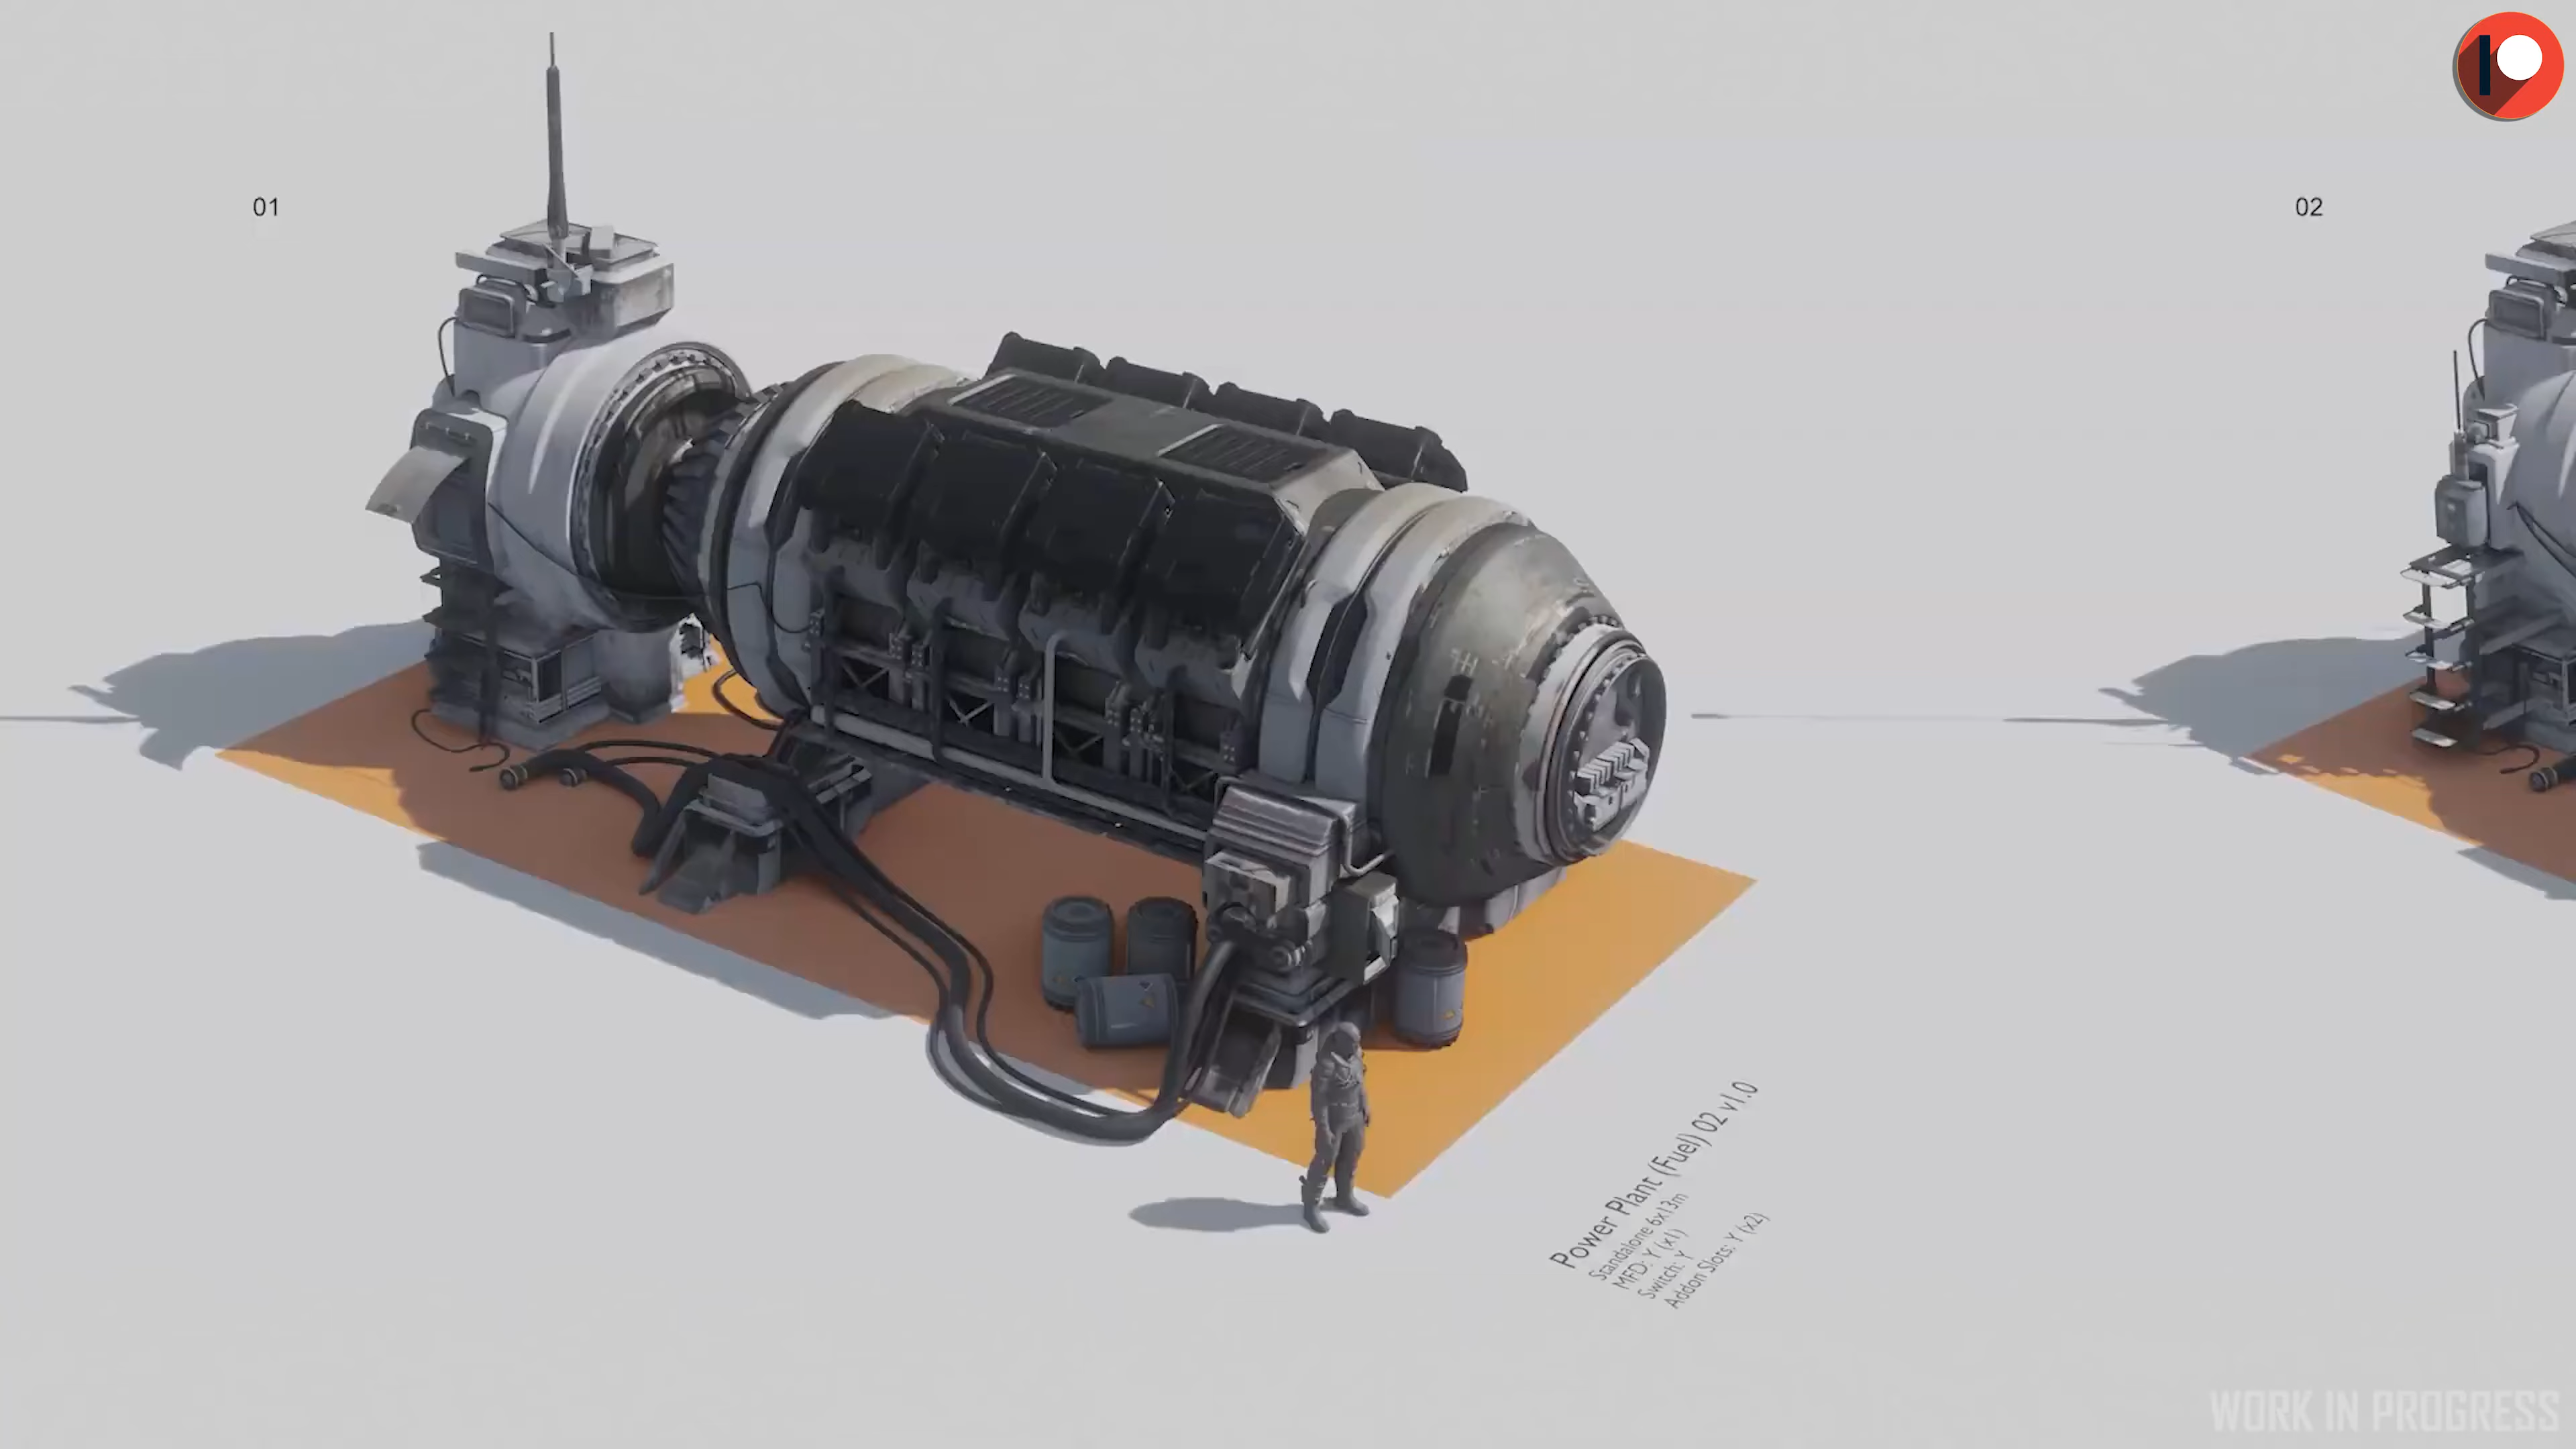 01
02
Power Plant (Fuel) 02 v1.0
Standalone 6x13m
MFD: Y (x1)
Switch: Y
Addon Slots: Y (x2)
WORK IN PROGRESS